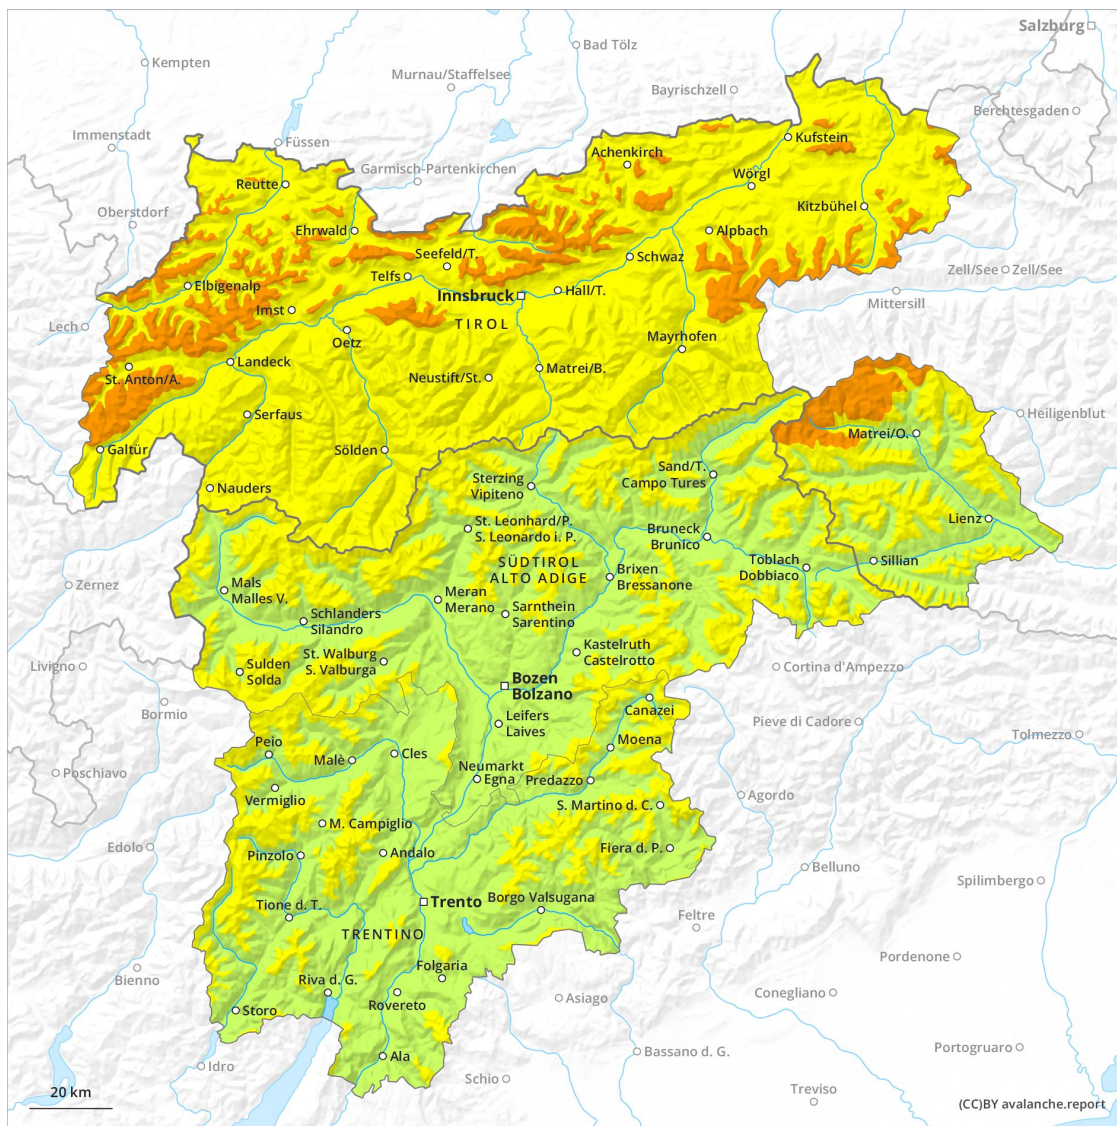 Salzburg
Bad Tölz
Kempten
Murnau/Staffelsee
Bayrischzell
Berchtesgaden
Immenstadt
Füssen
Kufstein
Achenkirch
Garmisch-Partenkirchen
Reutte
Wörgl
Oberstdorf
Kitzbühel
Ehrwald
Alpbach
Seefeld/T.
Schwaz
Telfs
Zell/See
Zell/See
Elbigenalp
Hall/T.
Innsbruck
Mittersill
Imst
TIROL
Lech
Oetz
Mayrhofen
Landeck
Matrei/B.
St. Anton/A.
Neustift/St.
Serfaus
Heiligenblut
Matrei/O.
Galtür
Sölden
Sand/T.
Campo Tures
Sterzing
Vipiteno
Nauders
Lienz
St. Leonhard/P.
S. Leonardo i. P.
Bruneck
Brunico
SÜDTIROL
ALTO ADIGE
Toblach
Dobbiaco
Sillian
Brixen
Bressanone
Zernez
Mals
Malles V.
Meran
Merano
Schlanders
Silandro
Sarnthein
Sarentino
Kastelruth
Castelrotto
St. Walburg
S. Valburga
Livigno
Sulden
Solda
Cortina d'Ampezzo
Bozen
Bolzano
Bormio
Canazei
Leifers
Laives
Pieve di Cadore
Tolmezzo
Peio
Moena
Cles
Malè
Poschiavo
Neumarkt
Egna
Predazzo
Vermiglio
Agordo
S. Martino d. C.
M. Campiglio
Edolo
Pinzolo
Andalo
Fiera d. P.
Belluno
Spilimbergo
Trento
Borgo Valsugana
Tione d. T.
Feltre
TRENTINO
Pordenone
Folgaria
Bienno
Riva d. G.
Conegliano
Rovereto
Asiago
Storo
Portogruaro
Bassano d. G.
Ala
Idro
Schio
Treviso
20 km
(CC)BY avalanche.report